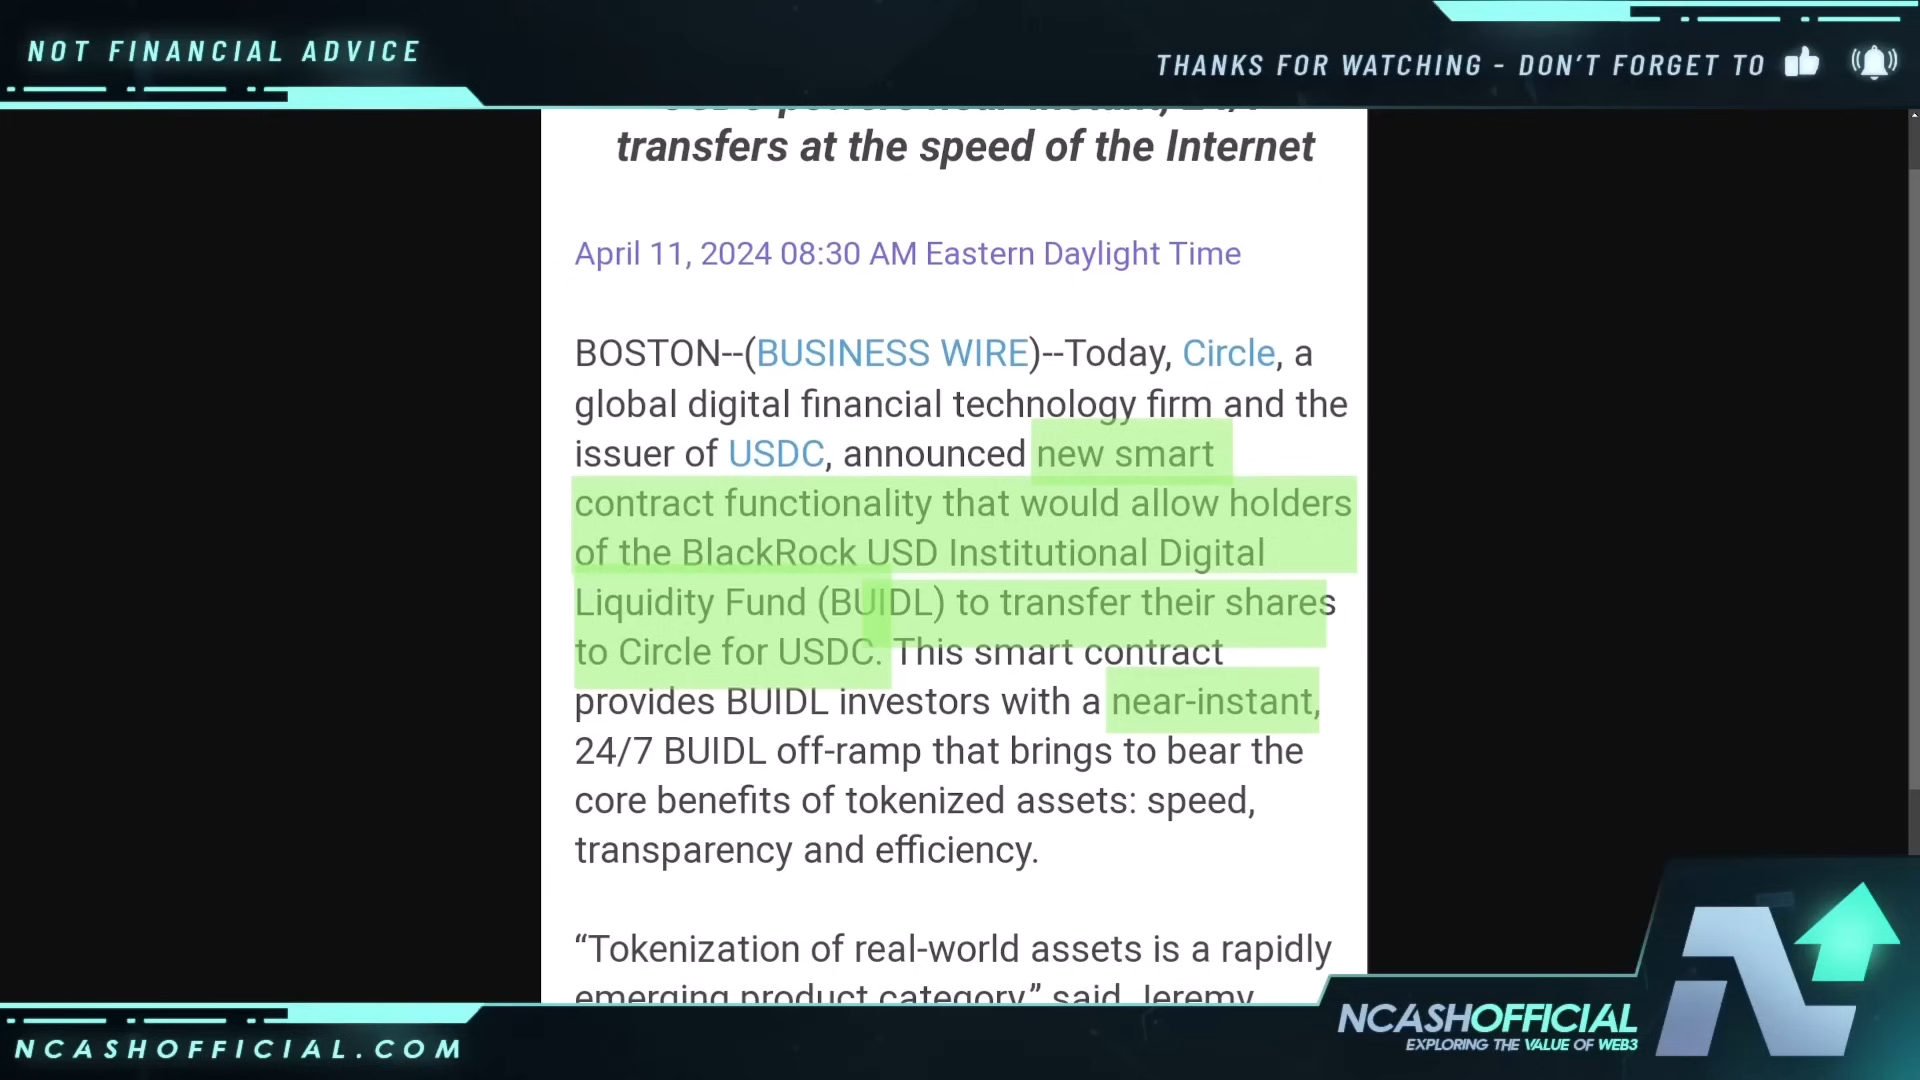 NOT FINANCIAL ADVICE
THANKS FOR WATCHING - DON'T FORGET TO
transfers at the speed of the Internet
April 11, 2024 08:30 AM Eastern Daylight Time
BOSTON--(BUSINESS WIRE)--Today, Circle, a
global digital financial technology firm and the
issuer of USDC, announced new smart
contract functionality that would allow holders
of the BlackRock USD Institutional Digital
Liquidity Fund (BUIDL) to transfer their shares
to Circle for USDC. This smart contract
provides BUIDL investors with a near-instant,
24/7 BUIDL off-ramp that brings to bear the
core benefits of tokenized assets: speed,
transparency and efficiency.
“Tokenization of real-world assets is a rapidly
emerging product category,” said Jeremy
NCASHOFFICIAL
EXPLORING THE VALUE OF WEB3
NCASHOFFICIAL.COM